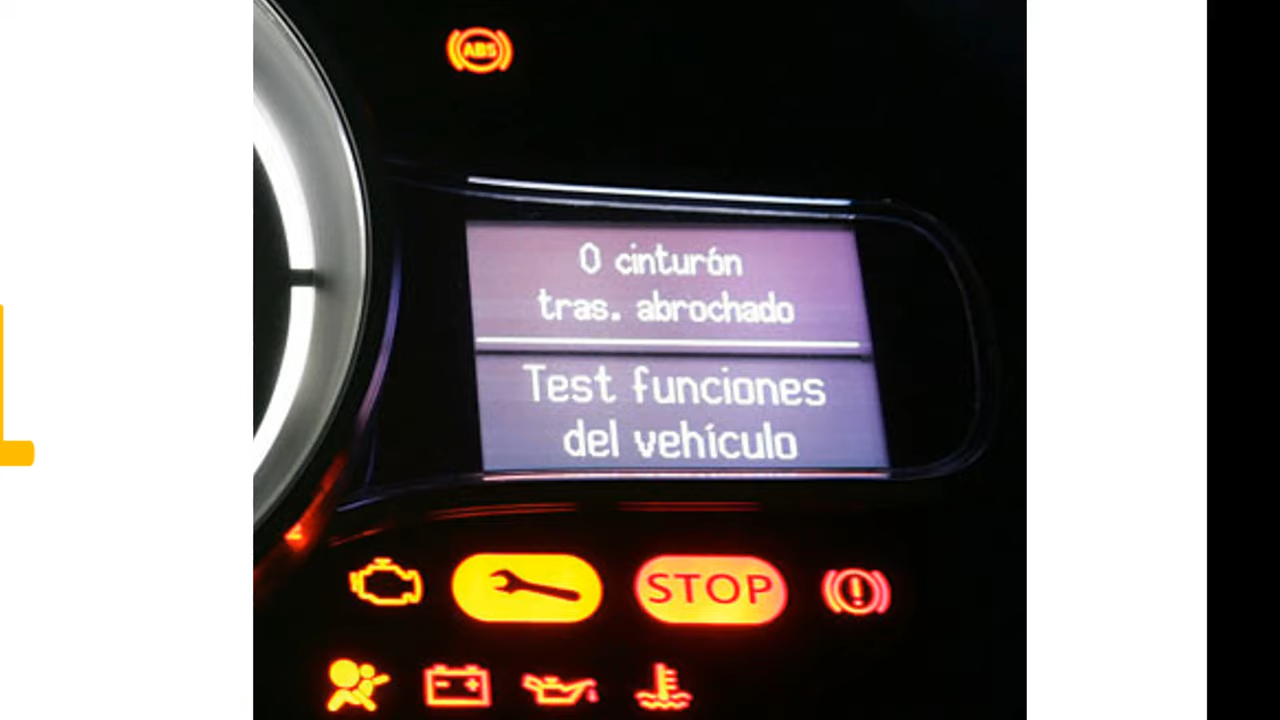 ABS
0 cinturón
tras. abrochado
Test funciones
del vehículo
STOP